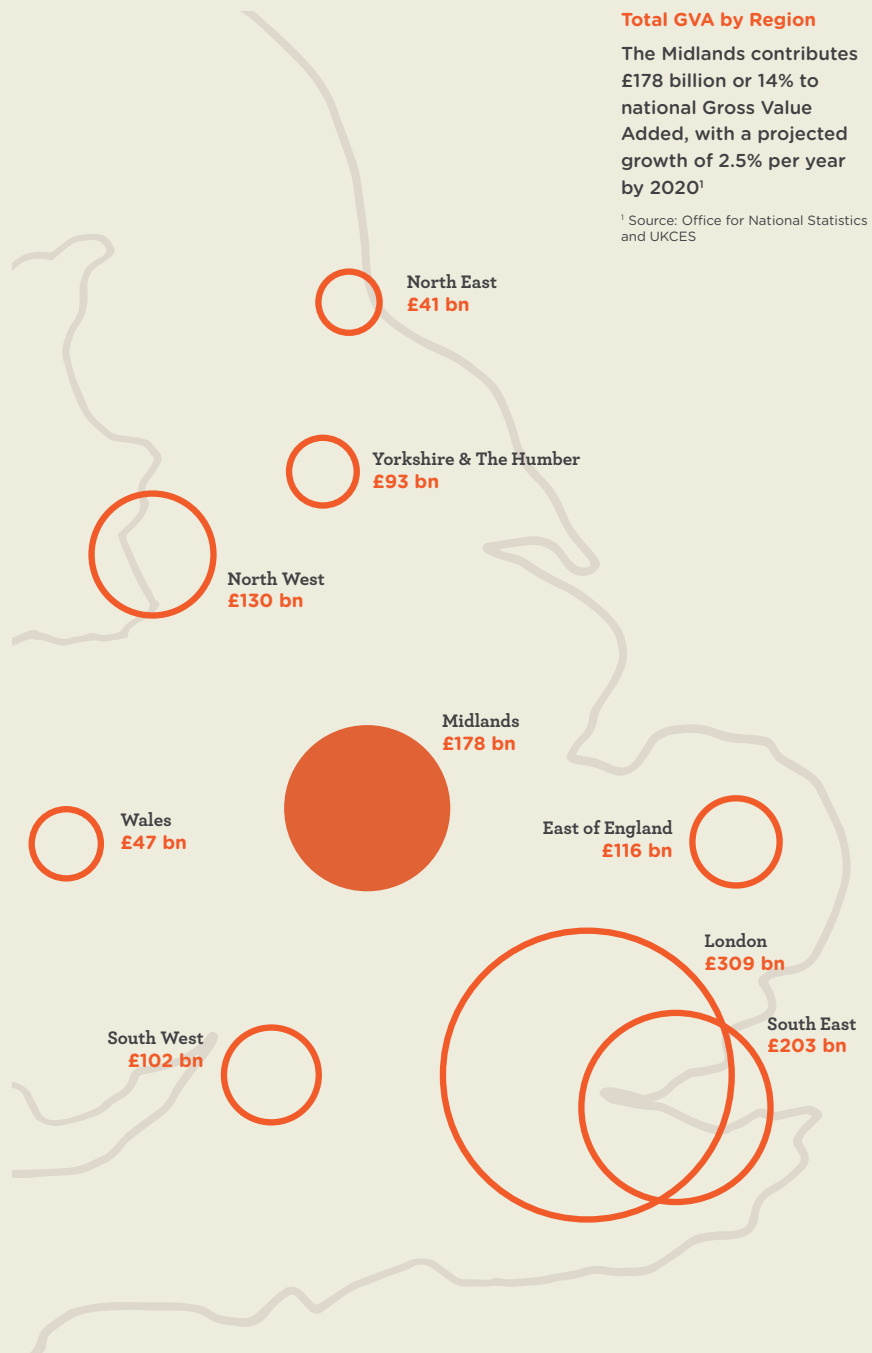 Total GVA by Region
The Midlands contributes
£178 billion or 14% to
national Gross Value
Added, with a projected
growth of 2.5% per year
by 2020¹
¹ Source: Office for National Statistics
and UKCES
North East
£41 bn
Yorkshire & The Humber
£93 bn
North West
£130 bn
Midlands
£178 bn
Wales
£47 bn
East of England
£116 bn
London
£309 bn
South East
£203 bn
South West
£102 bn